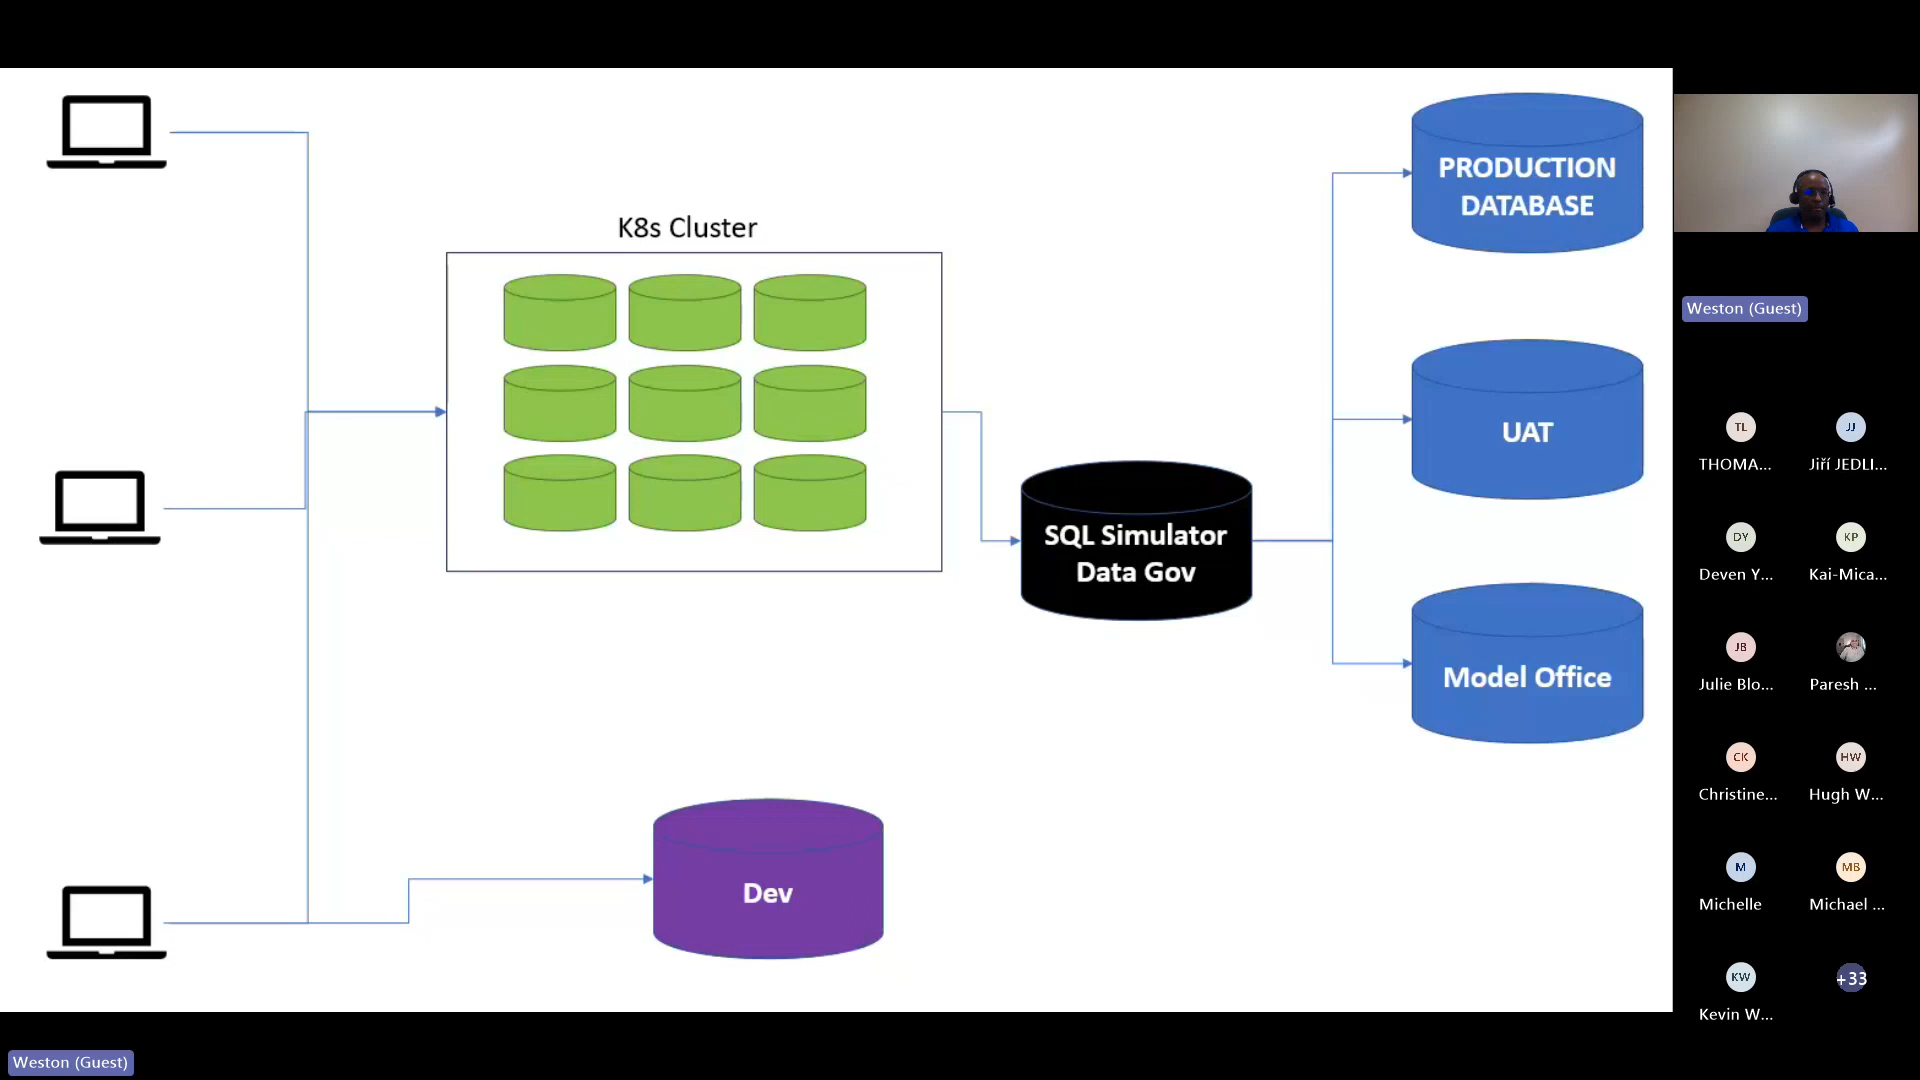 K8s Cluster
PRODUCTION
DATABASE
UAT
SQL Simulator
Data Gov
Model Office
Dev
Weston (Guest)
TL
JJ
THOMA...
Jiří JEDLI...
DY
KP
Deven Y...
Kai-Mica...
JB
Julie Blo...
Paresh ...
CK
HW
Christine...
Hugh W...
M
MB
Michelle
Michael ...
KW
+33
Kevin W...
Weston (Guest)